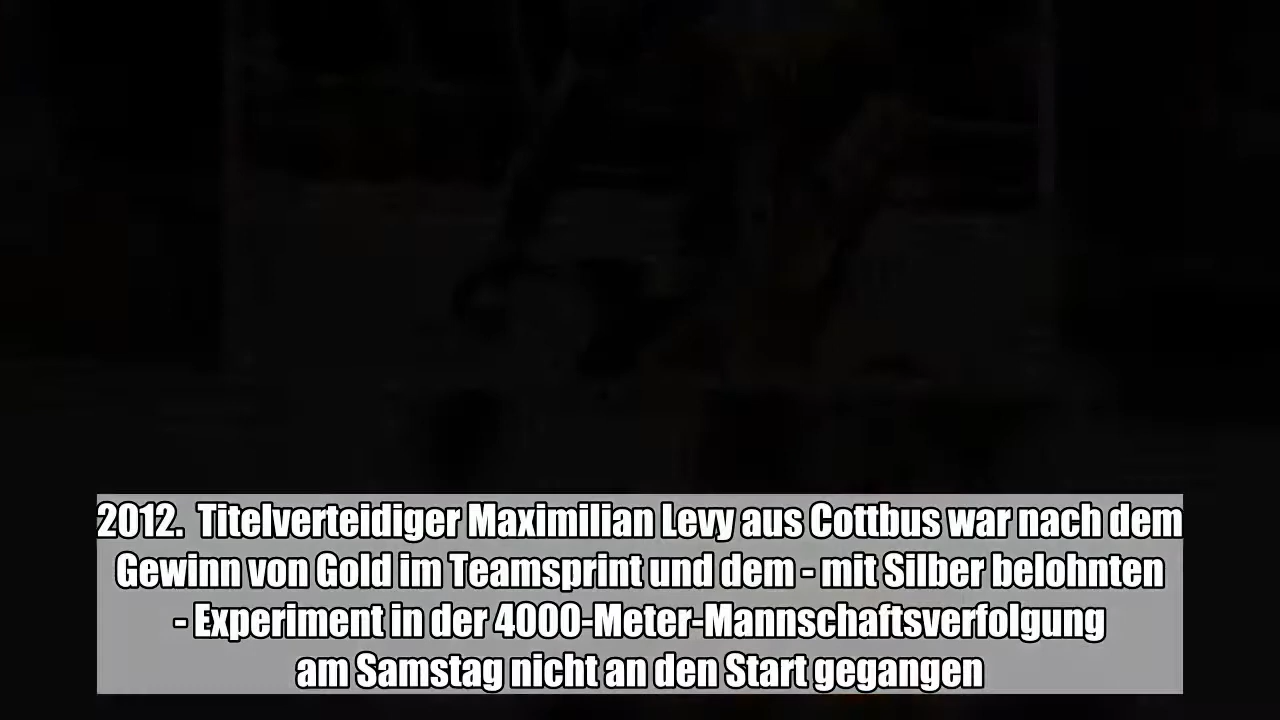 2012. Titelverteidiger Maximilian Levy aus Cottbus war nach dem
Gewinn von Gold im Teamsprint und dem - mit Silber belohnten
- Experiment in der 4000-Meter-Mannschaftsverfolgung
am Samstag nicht an den Start gegangen